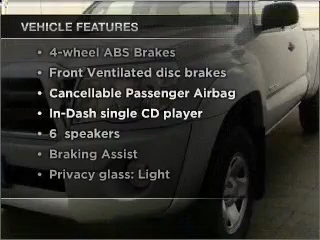 VEHICLE FEATURES
• 4-wheel ABS Brakes
• Front Ventilated disc brakes
• Cancellable Passenger Airbag
• In-Dash single CD player
• 6 speakers
• Braking Assist
• Privacy glass: Light